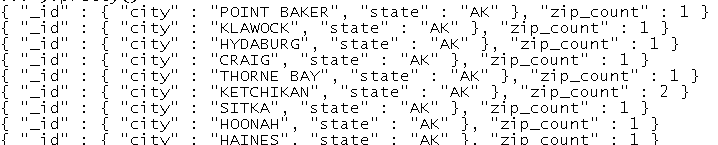 { "_id" : { "city" : "POINT BAKER", "state" : "AK" }, "zip_count" : 1 }
{ "_id" : { "city" : "KLAWOCK", "state" : "AK" }, "zip_count" : 1 }
{ "_id" : { "city" : "HYDABURG", "state" : "AK" }, "zip_count" : 1 }
{ "_id" : { "city" : "CRAIG", "state" : "AK" }, "zip_count" : 1 }
{ "_id" : { "city" : "THORNE BAY", "state" : "AK" }, "zip_count" : 1 }
{ "_id" : { "city" : "KETCHIKAN", "state" : "AK" }, "zip_count" : 2 }
{ "_id" : { "city" : "SITKA", "state" : "AK" }, "zip_count" : 1 }
{ "_id" : { "city" : "HOONAH", "state" : "AK" }, "zip_count" : 1 }
{ "_id" : { "city" : "HAINES", "state" : "AK" }, "zip_count" : 1 }